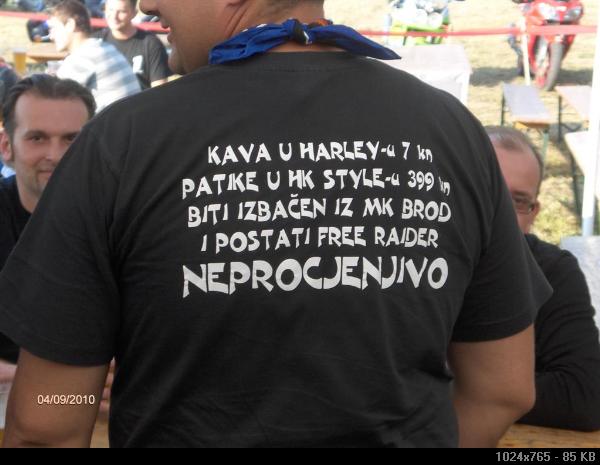 KAVA U HARLEY-u 7 kn
PATIKE U HK STYLE-u 399 kn
BITI IZBAČEN IZ MK BROD
I POSTATI FREE RAIDER
NEPROCJENJIVO
04/09/2010
1024x765 - 85 KB